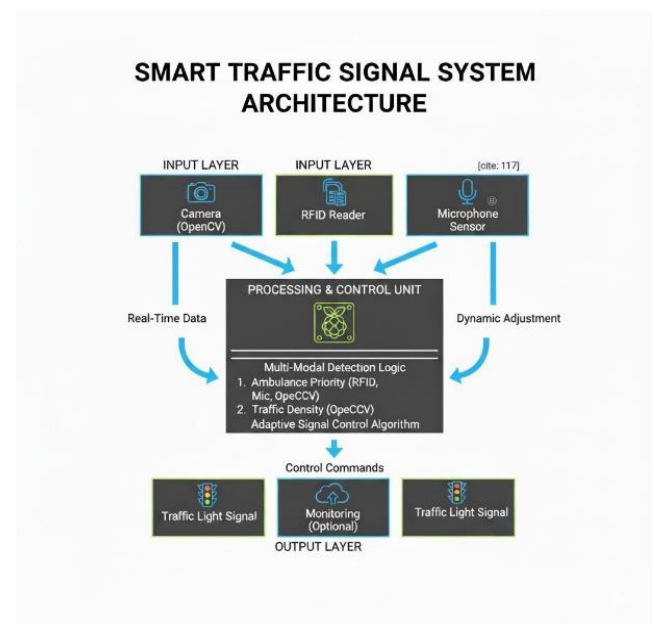 SMART TRAFFIC SIGNAL SYSTEM
ARCHITECTURE
INPUT LAYER
INPUT LAYER
[cite: 117]
Camera
(OpenCV)
RFID Reader
Microphone
Sensor
PROCESSING & CONTROL UNIT
Real-Time Data
Dynamic Adjustment
Multi-Modal Detection Logic
1. Ambulance Priority (RFID,
Mic, OpeCCV)
2. Traffic Density (OpeCCV)
Adaptive Signal Control Algorithm
Control Commands
Traffic Light Signal
Monitoring
(Optional)
Traffic Light Signal
OUTPUT LAYER